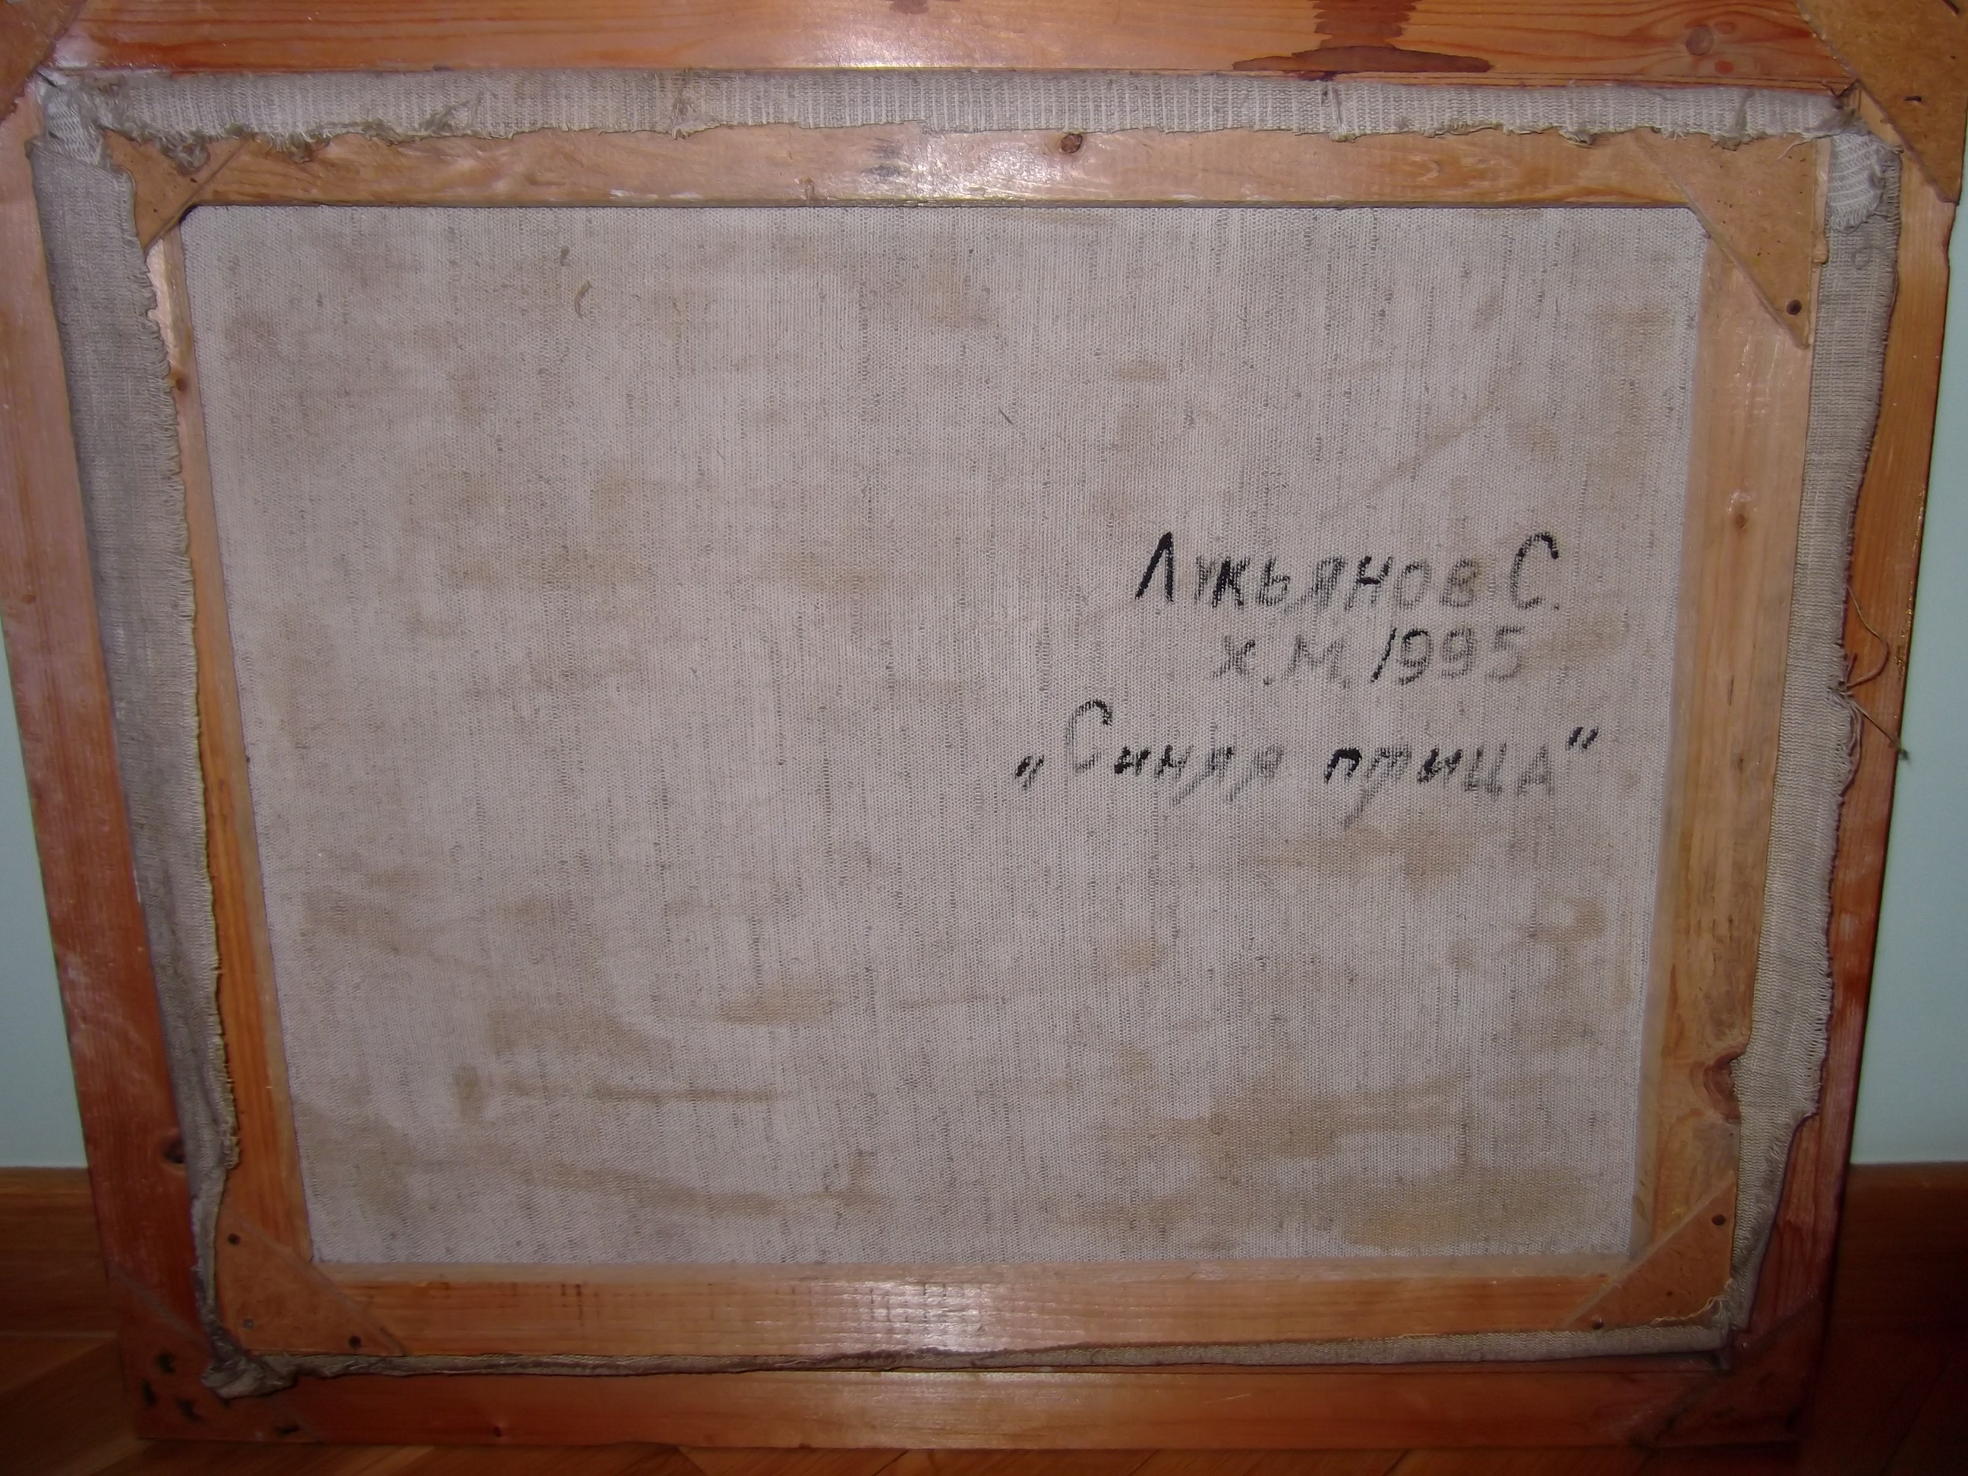 Лукьянов С.
х.м. 1995
„Синяя птица"